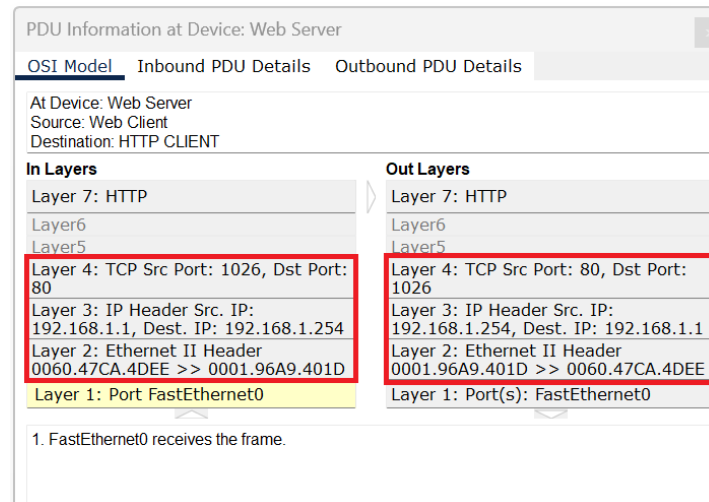 PDU Information at Device: Web Server
OSI Model Inbound PDU Details Outbound PDU Details
At Device: Web Server
Source: Web Client
Destination: HTTP CLIENT
In Layers
Layer 7: HTTP
Layer6
Layer5
Layer 4: TCP Src Port: 1026, Dst Port:
80
Layer 3: IP Header Src. IP:
192.168.1.1, Dest. IP: 192.168.1.254
Layer 2: Ethernet II Header
0060.47CA.4DEE >> 0001.96A9.401D
Layer 1: Port FastEthernet0
Out Layers
Layer 7: HTTP
Layer6
Layer5
Layer 4: TCP Src Port: 80, Dst Port:
1026
Layer 3: IP Header Src. IP:
192.168.1.254, Dest. IP: 192.168.1.1
Layer 2: Ethernet II Header
0001.96A9.401D >> 0060.47CA.4DEE
Layer 1: Port(s): FastEthernet0
1. FastEthernet0 receives the frame.